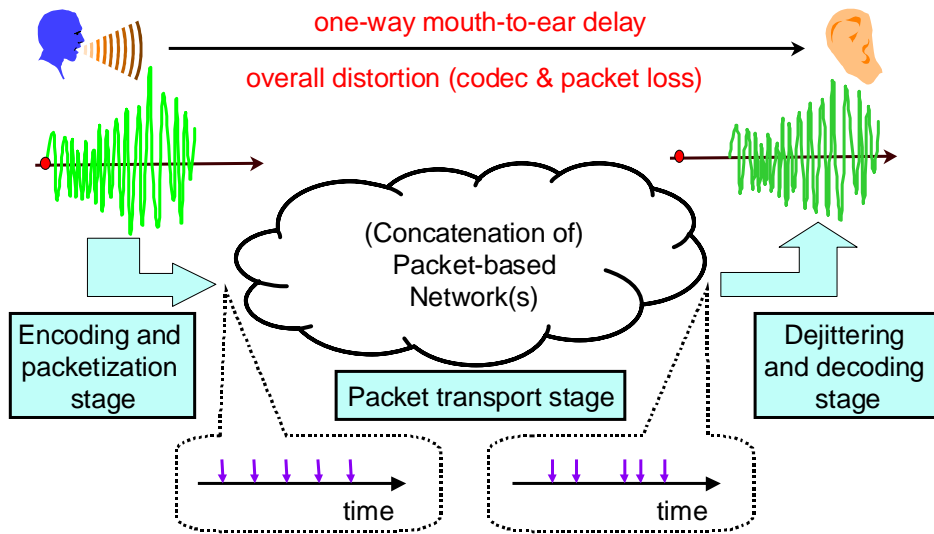 one-way mouth-to-ear delay
overall distortion (codec & packet loss)
(Concatenation of)
Packet-based
Network(s)
Encoding and
packetization
stage
Packet transport stage
Dejittering
and decoding
stage
time
time